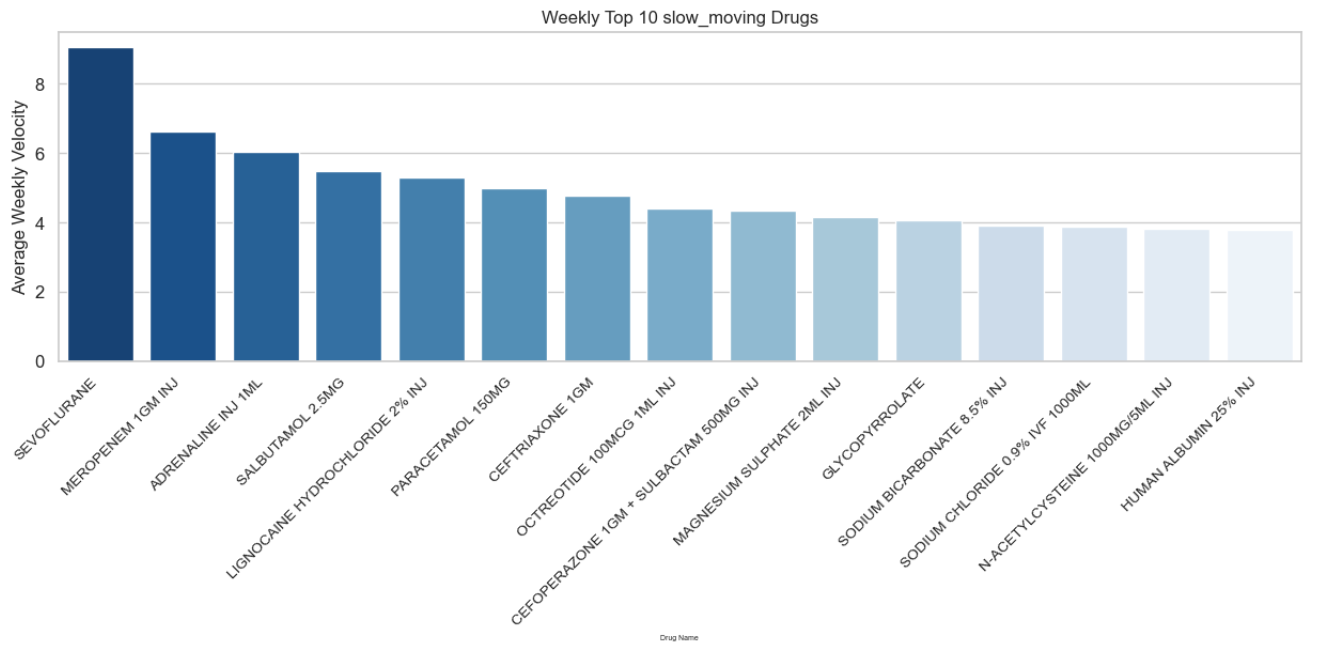 Weekly Top 10 slow_moving Drugs
Average Weekly Velocity
8
6
4
2
0
SEVOFLURANE
MEROPENEM 1GM INJ
ADRENALINE INJ 1ML
SALBUTAMOL 2.5MG
LIGNOCAINE HYDROCHLORIDE 2% INJ
PARACETAMOL 150MG
CEFTRIAXONE 1GM
OCTREOTIDE 100MCG 1ML INJ
CEFOPERAZONE 1GM + SULBACTAM 500MG INJ
MAGNESIUM SULPHATE 2ML INJ
GLYCOPYRROLATE
SODIUM BICARBONATE 8.5% INJ
SODIUM CHLORIDE 0.9% IVF 1000ML
N-ACETYLCYSTEINE 1000MG/5ML INJ
HUMAN ALBUMIN 25% INJ
Drug Name